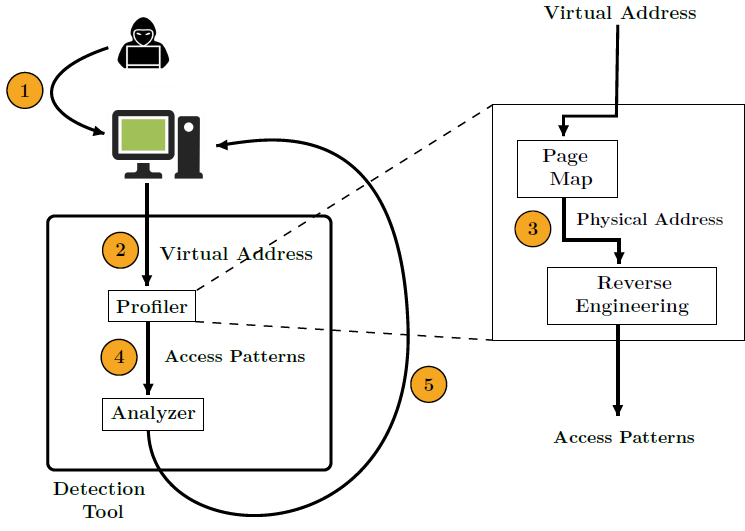 Virtual Address
1
Page
Map
2
Virtual Address
3
Physical Address
Profiler
Reverse
Engineering
4
Access Patterns
5
Analyzer
Access Patterns
Detection
Tool